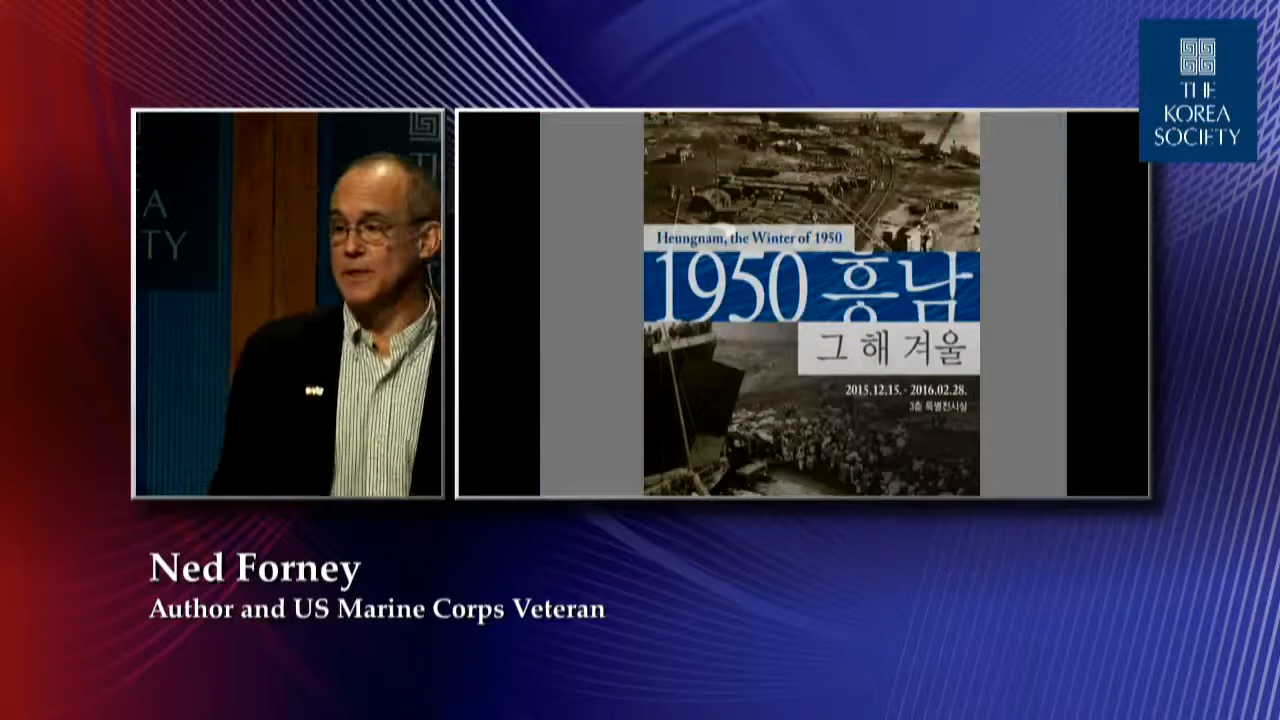 THE
KOREA
SOCIETY
A
TY
Heungnam, the Winter of 1950
1950 흥남
그 해 겨울
2015.12.15. - 2016.02.28.
3층 특별전시실
Ned Forney
Author and US Marine Corps Veteran